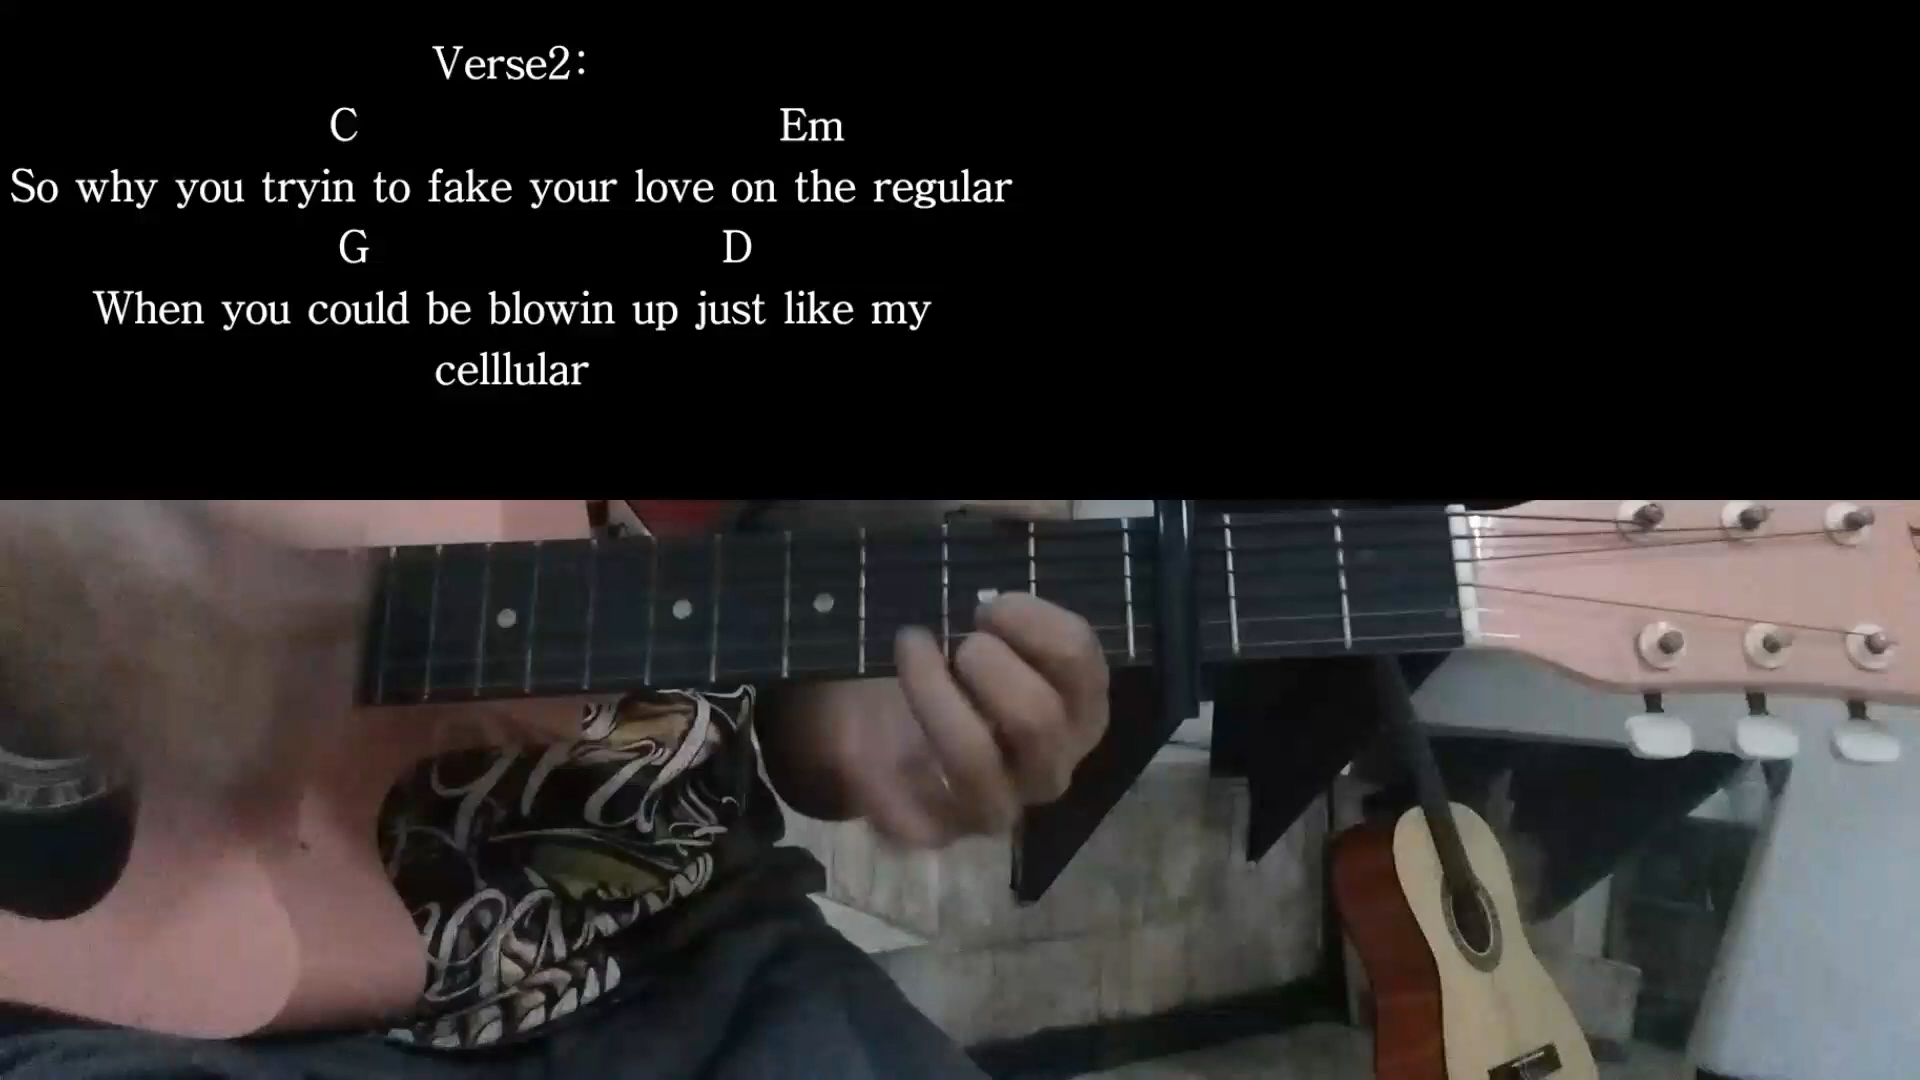 Verse2:
C Em
So why you tryin to fake your love on the regular
G D
When you could be blowin up just like my
celllular